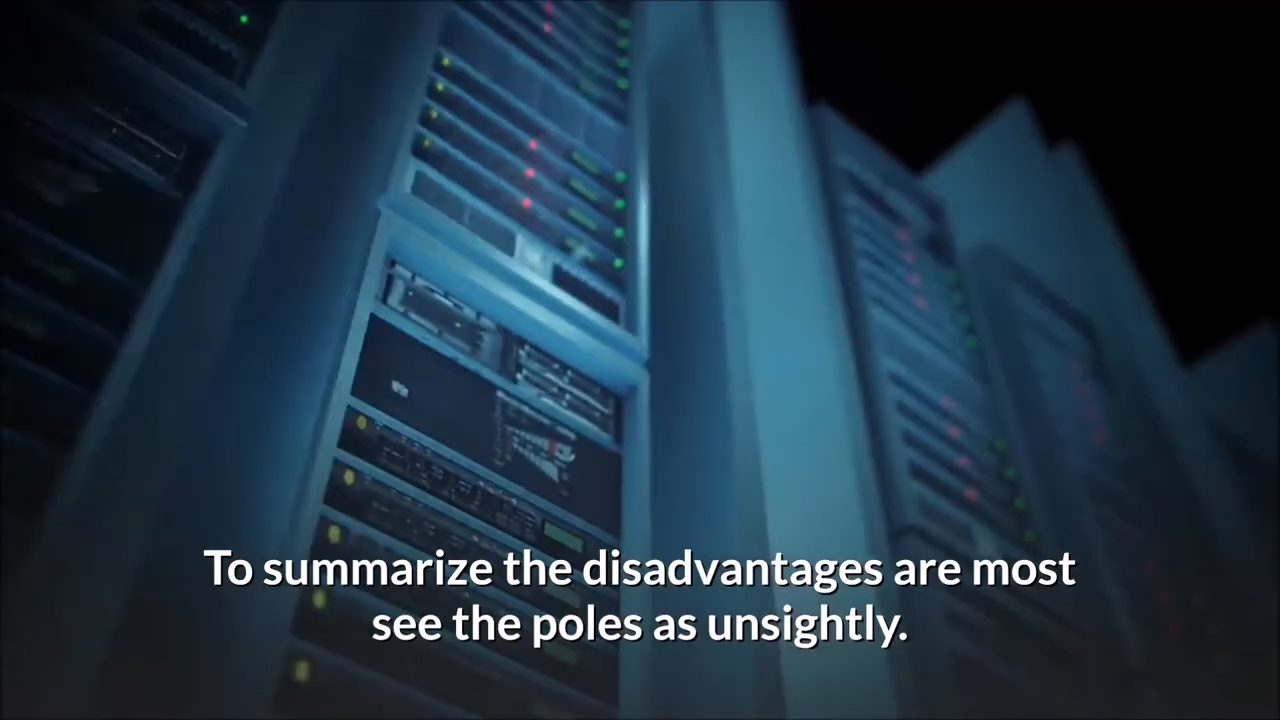 To summarize the disadvantages are most
see the poles as unsightly.